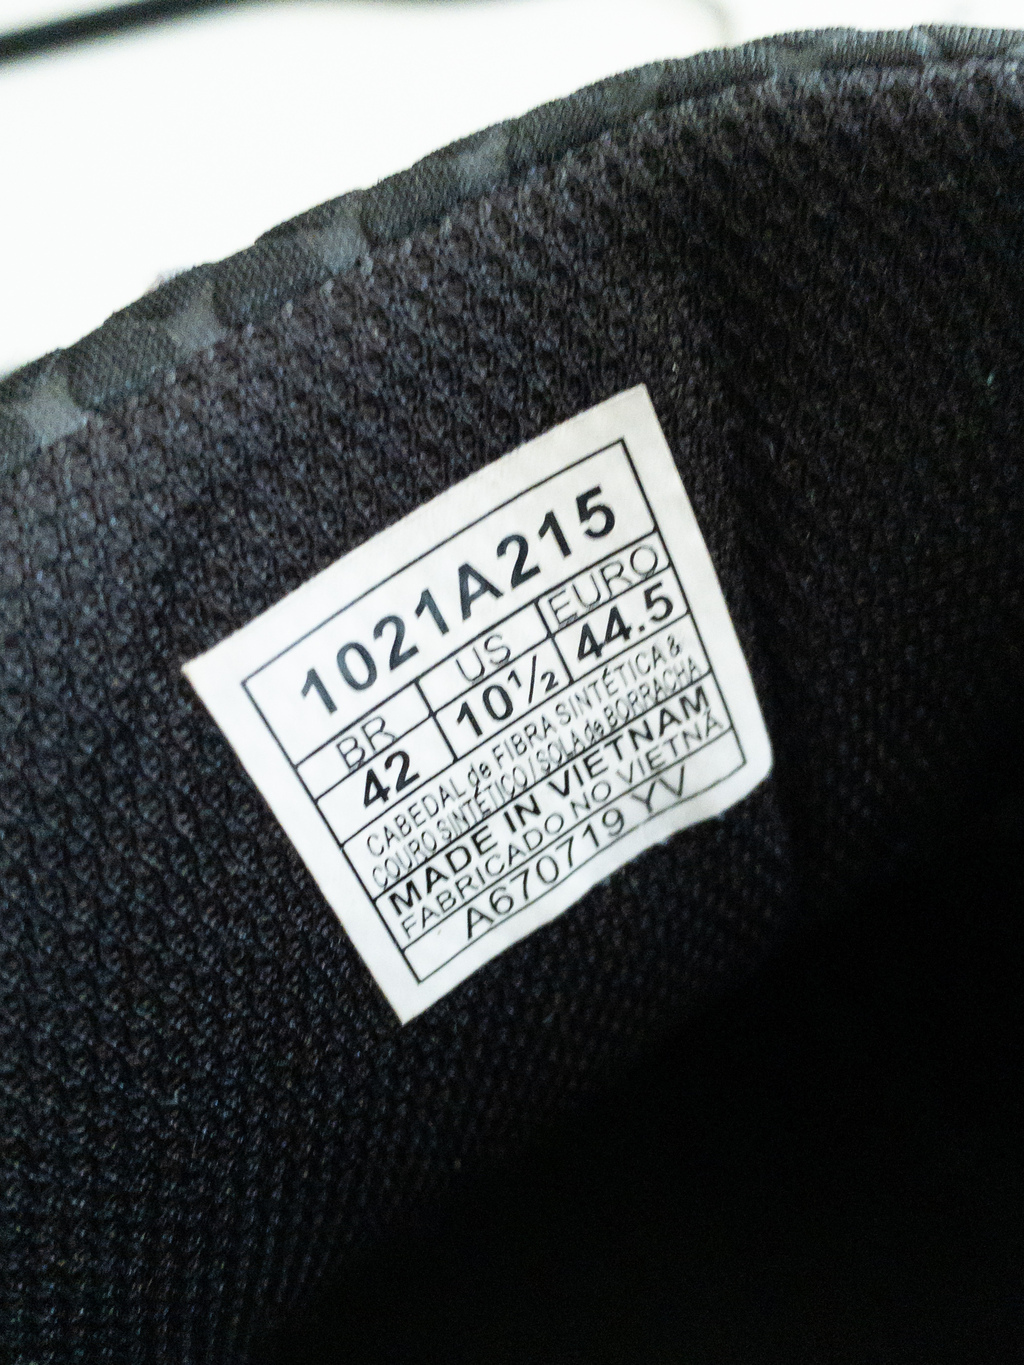 1021A215
BR US EURO
42 10½ 44.5
CABEDAL de FIBRA SINTÉTICA &
COURO SINTÉTICO / SOLA de BORRACHA
MADE IN VIETNAM
FABRICADO NO VIETNÃ
A670719 YV